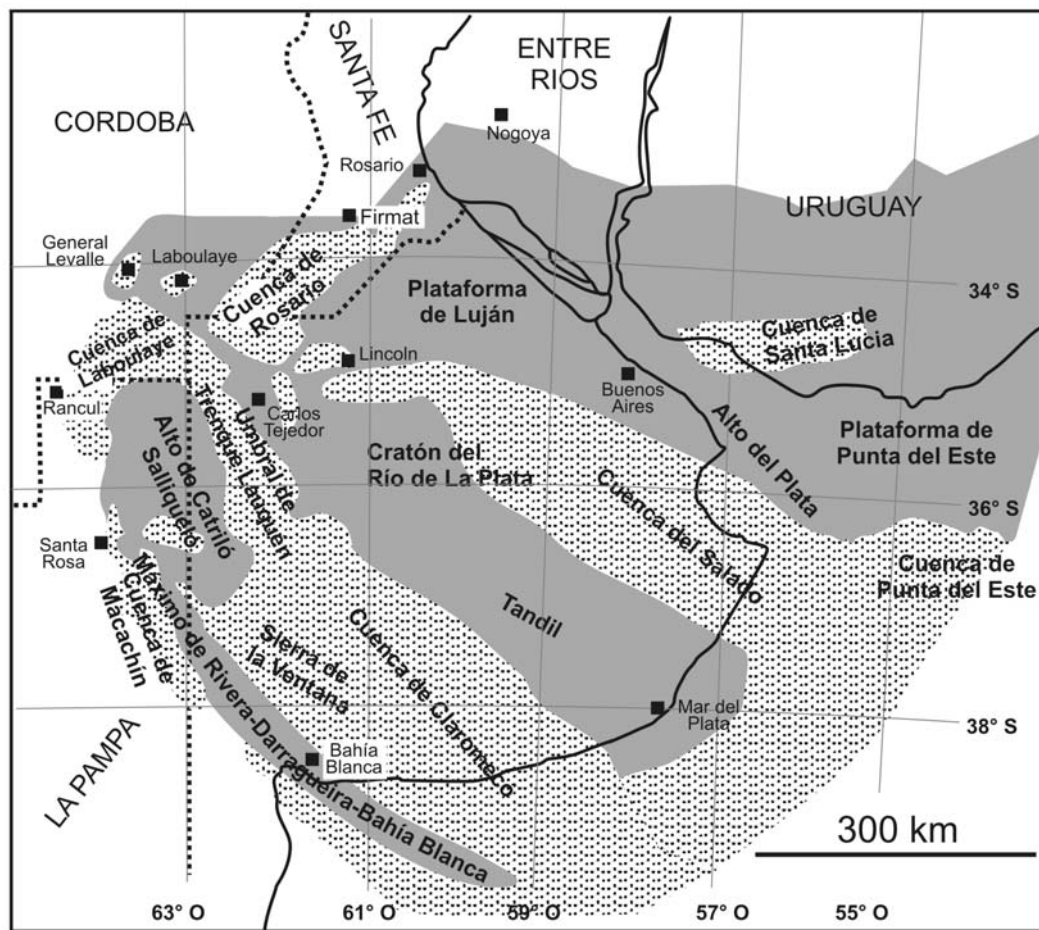 SANTA FE
ENTRE
RIOS
CORDOBA
Nogoya
Rosario
URUGUAY
Firmat
General
Levalle
Laboulaye
Cuenca de
Rosario
Plataforma
de Luján
34° S
Cuenca de
Laboulaye
Cuenca de
Santa Lucia
Lincoln
Rancul
Carlos
Tejedor
Buenos
Aires
Umbral de
Trenque Lauquen
Alto de Catriló
Salliqueló
Cratón del
Río de La Plata
Alto del Plata
Plataforma de
Punta del Este
36° S
Cuenca del Salado
Santa
Rosa
Cuenca de
Punta del Este
Máximo de Rivera-Darragueira-Bahía Blanca
Cuenca de
Macachín
Sierra de
la Ventana
Cuenca de Claromecó
Tandil
Mar del
Plata
38° S
Bahía
Blanca
LA PAMPA
300 km
63° O
61° O
59° O
57° O
55° O